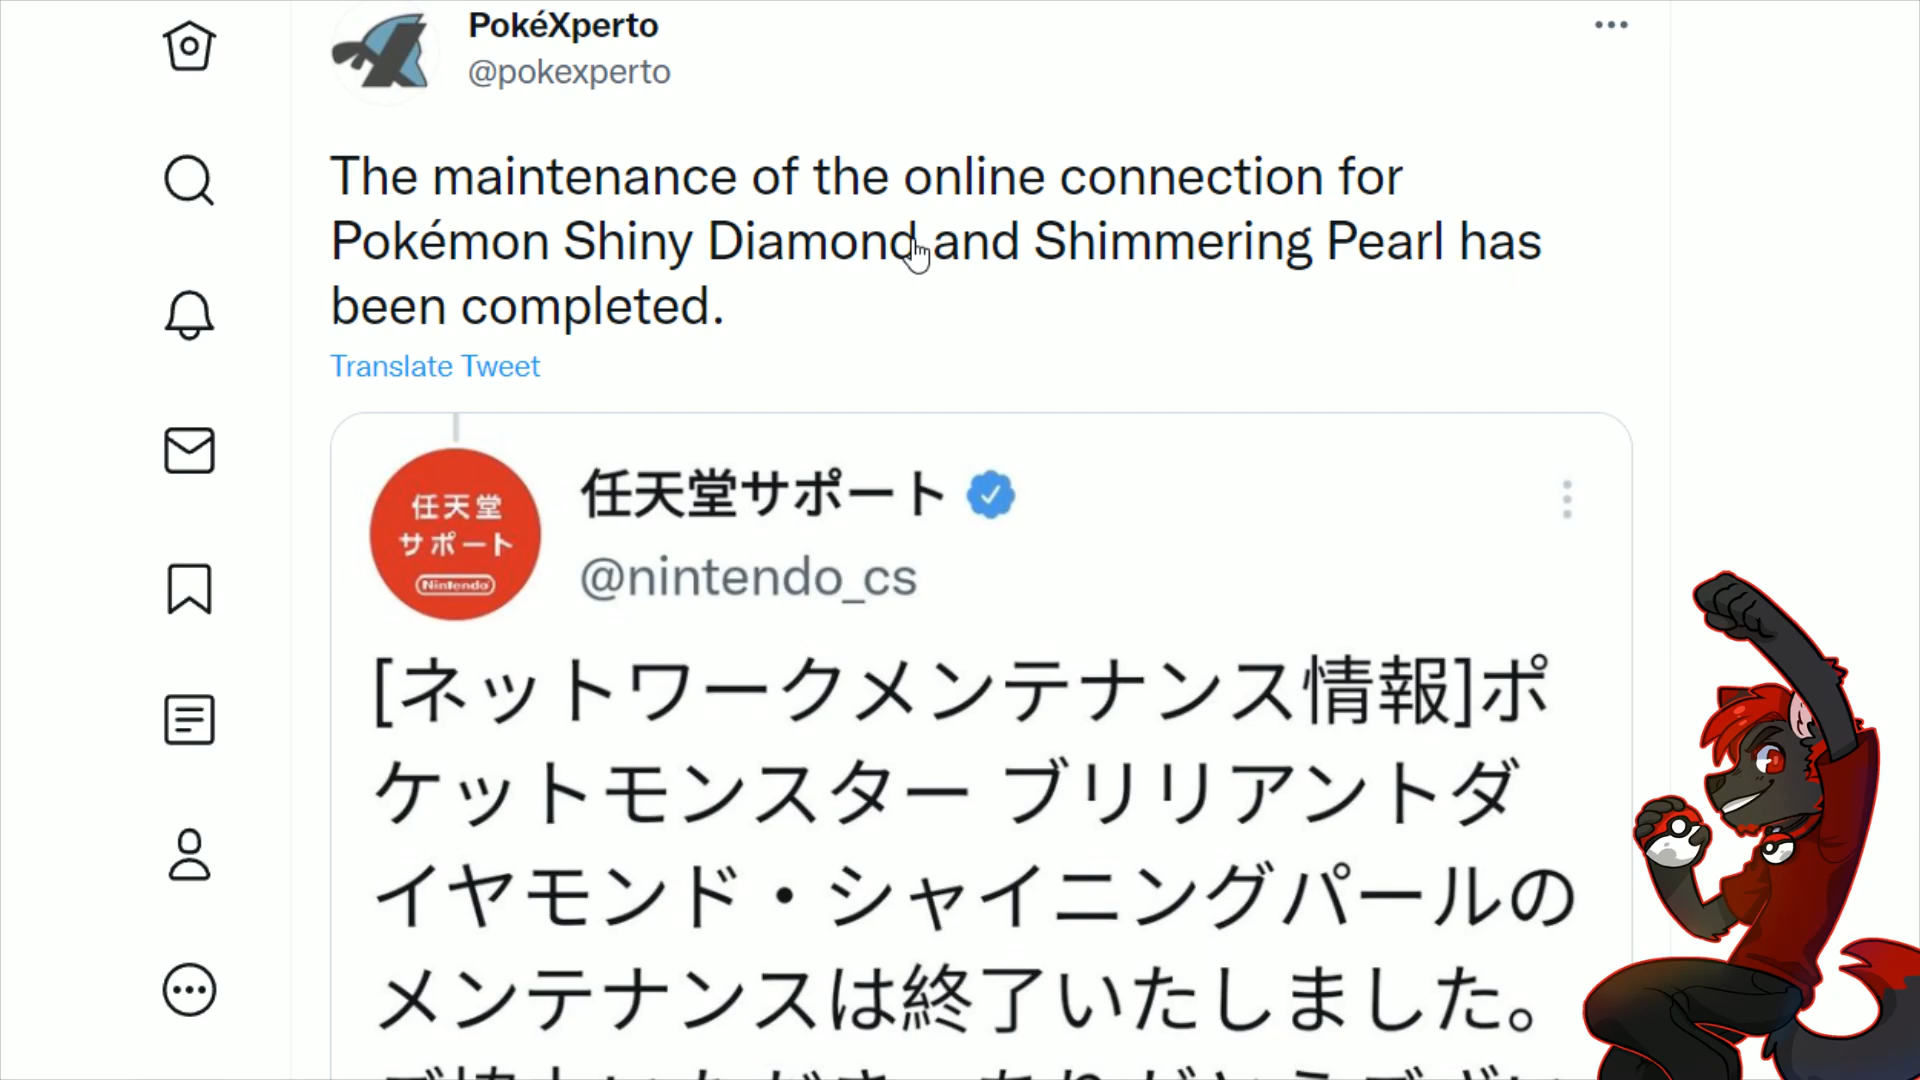 PokéXperto
@pokexperto
The maintenance of the online connection for
Pokémon Shiny Diamond and Shimmering Pearl has
been completed.
Translate Tweet
任天堂
サポート
Nintendo
任天堂サポート
@nintendo_cs
[ネットワークメンテナンス情報]ポ
ケットモンスター ブリリアントダ
イヤモンド・シャイニングパールの
メンテナンスは終了いたしました。